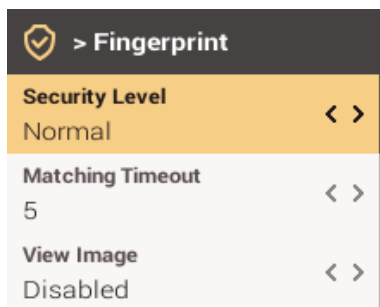 > Fingerprint
Security Level
Normal
Matching Timeout
5
View Image
Disabled